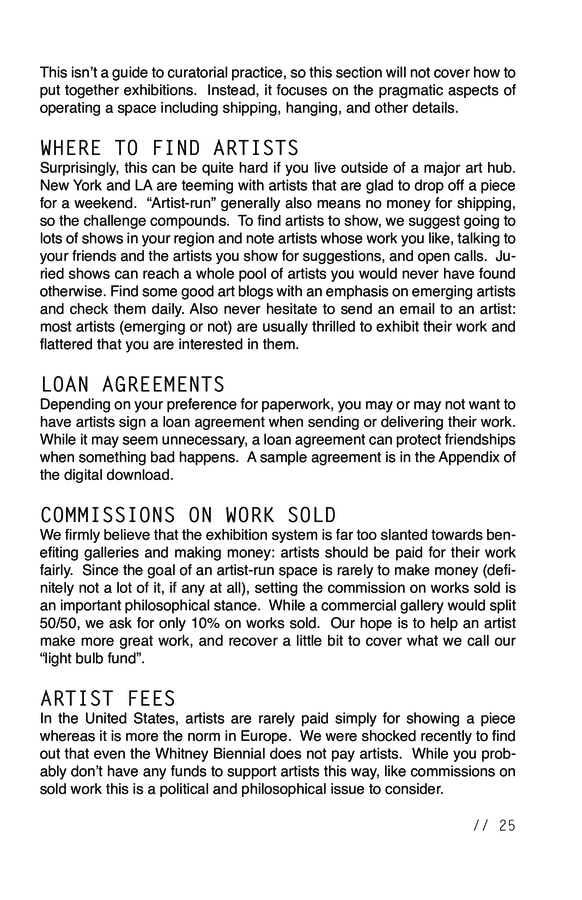 This isn't a guide to curatorial practice, so this section will not cover how to
put together exhibitions.  Instead, it focuses on the pragmatic aspects of
operating a space including shipping, hanging, and other details.
WHERE TO FIND ARTISTS
Surprisingly, this can be quite hard if you live outside of a major art hub.
New York and LA are teeming with artists that are glad to drop off a piece
for a weekend.  “Artist-run” generally also means no money for shipping,
so the challenge compounds.  To find artists to show, we suggest going to
lots of shows in your region and note artists whose work you like, talking to
your friends and the artists you show for suggestions, and open calls.  Ju-
ried shows can reach a whole pool of artists you would never have found
otherwise. Find some good art blogs with an emphasis on emerging artists
and check them daily. Also never hesitate to send an email to an artist:
most artists (emerging or not) are usually thrilled to exhibit their work and
flattered that you are interested in them.
LOAN AGREEMENTS
Depending on your preference for paperwork, you may or may not want to
have artists sign a loan agreement when sending or delivering their work.
While it may seem unnecessary, a loan agreement can protect friendships
when something bad happens.  A sample agreement is in the Appendix of
the digital download.
COMMISSIONS ON WORK SOLD
We firmly believe that the exhibition system is far too slanted towards ben-
efiting galleries and making money: artists should be paid for their work
fairly.  Since the goal of an artist-run space is rarely to make money (defi-
nitely not a lot of it, if any at all), setting the commission on works sold is
an important philosophical stance.  While a commercial gallery would split
50/50, we ask for only 10% on works sold.  Our hope is to help an artist
make more great work, and recover a little bit to cover what we call our
“light bulb fund”.
ARTIST FEES
In the United States, artists are rarely paid simply for showing a piece
whereas it is more the norm in Europe.  We were shocked recently to find
out that even the Whitney Biennial does not pay artists.  While you prob-
ably don't have any funds to support artists this way, like commissions on
sold work this is a political and philosophical issue to consider.
// 25